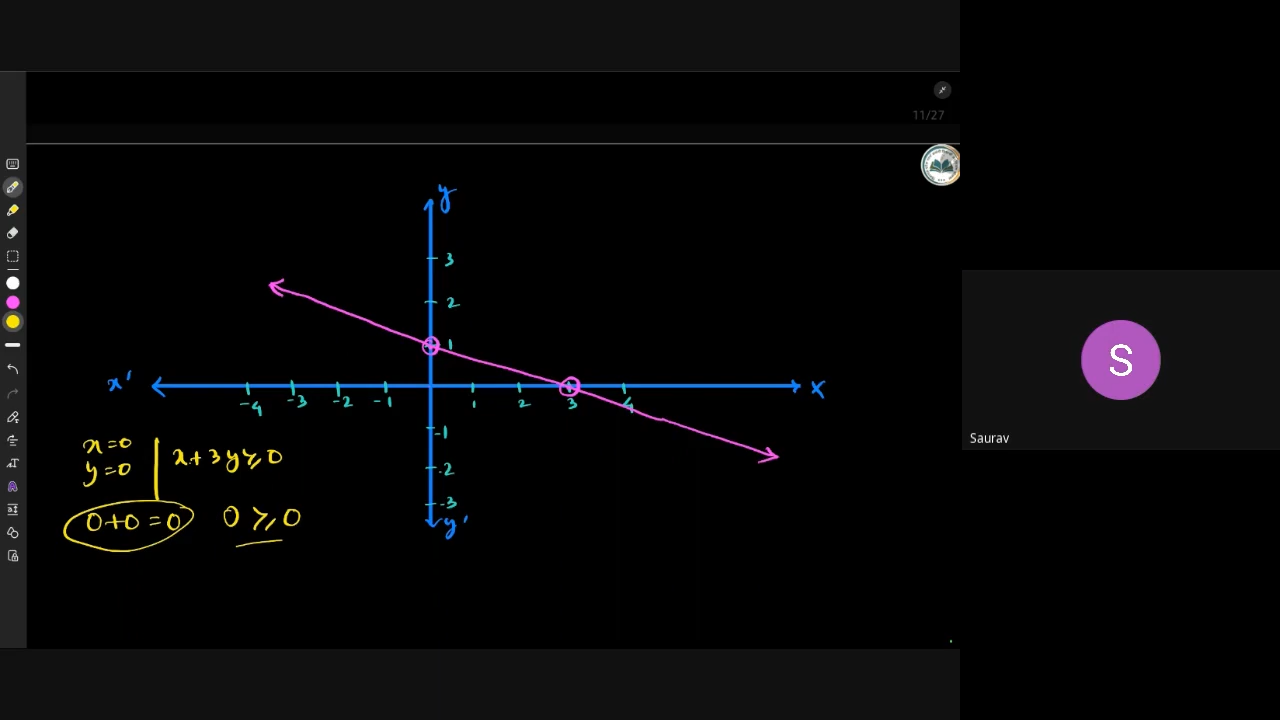 11/27
y
3
2
1
x' -4 -3 -2 -1 1 2 3 4 x
-1
-2
-3
y'
x=0
y=0
x+3y≥0
0+0=0 0≥0
S
Saurav